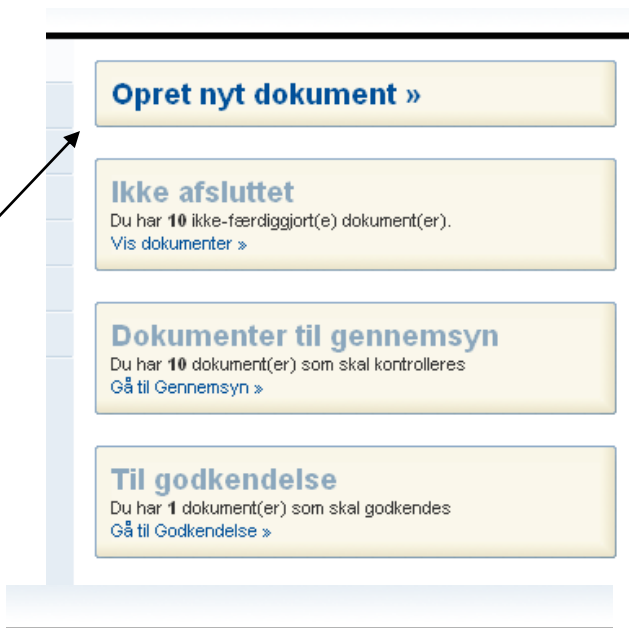 Opret nyt dokument »
Ikke afsluttet
Du har 10 ikke-færdiggjort(e) dokument(er).
Vis dokumenter »
Dokumenter til gennemsyn
Du har 10 dokument(er) som skal kontrolleres
Gå til Gennemsyn »
Til godkendelse
Du har 1 dokument(er) som skal godkendes
Gå til Godkendelse »